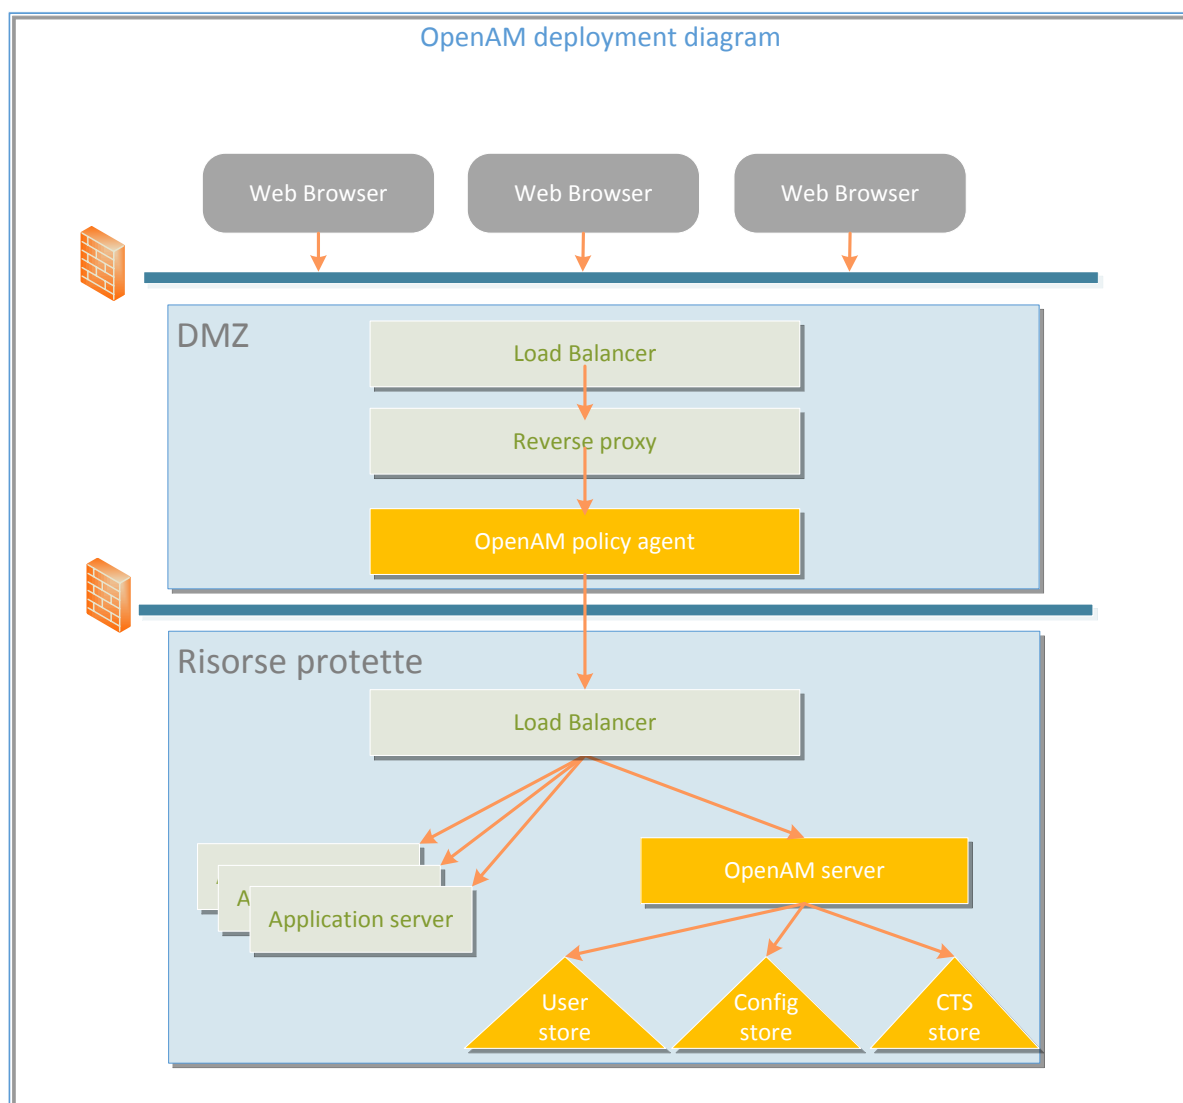 OpenAM deployment diagram
Web Browser
Web Browser
Web Browser
DMZ
Load Balancer
Reverse proxy
OpenAM policy agent
Risorse protette
Load Balancer
OpenAM server
Application server
User
store
Config
store
CTS
store